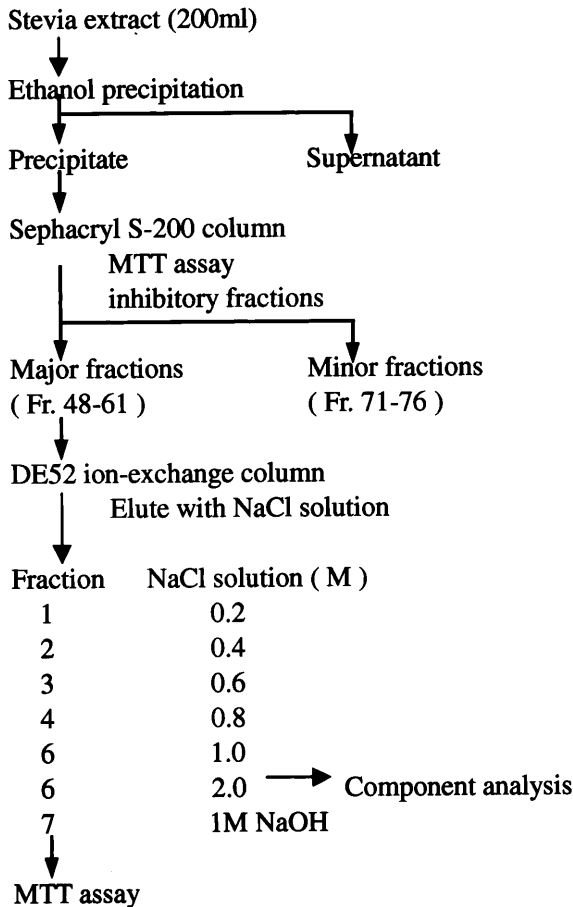 Stevia extract (200ml)
Ethanol precipitation
Precipitate Supernatant
Sephacryl S-200 column
MTT assay
inhibitory fractions
Major fractions Minor fractions
( Fr. 48-61 ) ( Fr. 71-76 )
DE52 ion-exchange column
Elute with NaCl solution
Fraction NaCl solution ( M )
1 0.2
2 0.4
3 0.6
4 0.8
6 1.0
6 2.0 Component analysis
7 1M NaOH
MTT assay